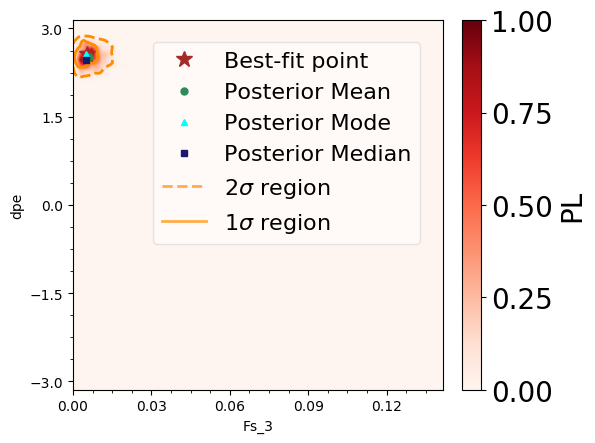 3.0
1.5
0.0
−1.5
−3.0
dpe
0.00
0.03
0.06
0.09
0.12
Fs_3
Best-fit point
Posterior Mean
Posterior Mode
Posterior Median
2σ region
1σ region
1.00
0.75
0.50
0.25
0.00
PL